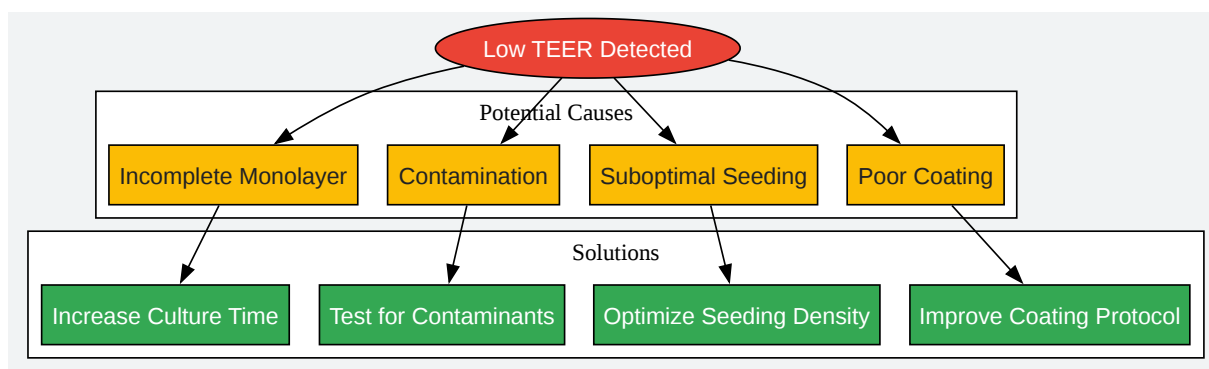 Low TEER Detected
Potential Causes
Incomplete Monolayer
Contamination
Suboptimal Seeding
Poor Coating
Solutions
Increase Culture Time
Test for Contaminants
Optimize Seeding Density
Improve Coating Protocol